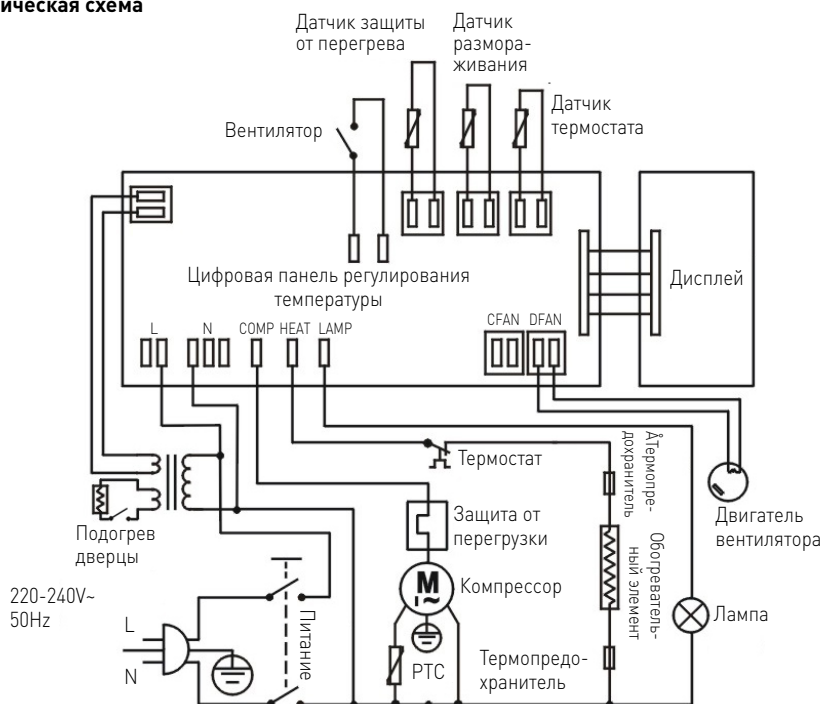 ическая схема
Датчик защиты
от перегрева
Датчик
размора-
живания
Датчик
термостата
Вентилятор
Цифровая панель регулирования
температуры
Дисплей
L
N
COMP
HEAT
LAMP
CFAN
DFAN
Термостат
ÅТермопре-
дохранитель
Двигатель
вентилятора
Подогрев
дверцы
Защита от
перегрузки
Обогреватель-
ный элемент
M
1~
Компрессор
220-240V~
50Hz
L
N
Питание
PTC
Термопредо-
хранитель
Лампа